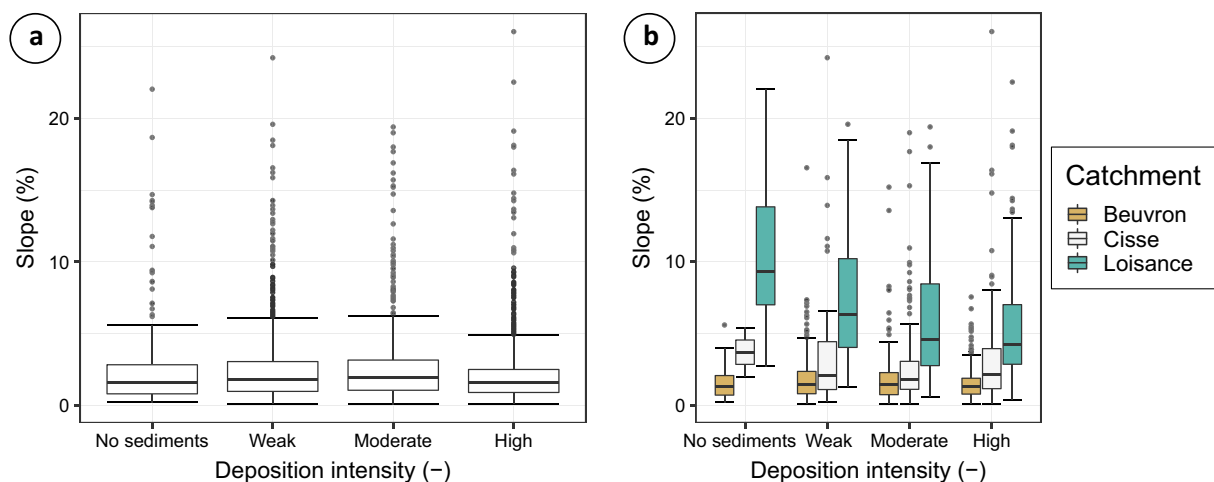 a
20
10
0
Slope (%)
No sediments
Weak
Moderate
High
Deposition intensity (−)
b
20
10
0
Slope (%)
No sediments
Weak
Moderate
High
Deposition intensity (−)
Catchment
Beuvron
Cisse
Loisance